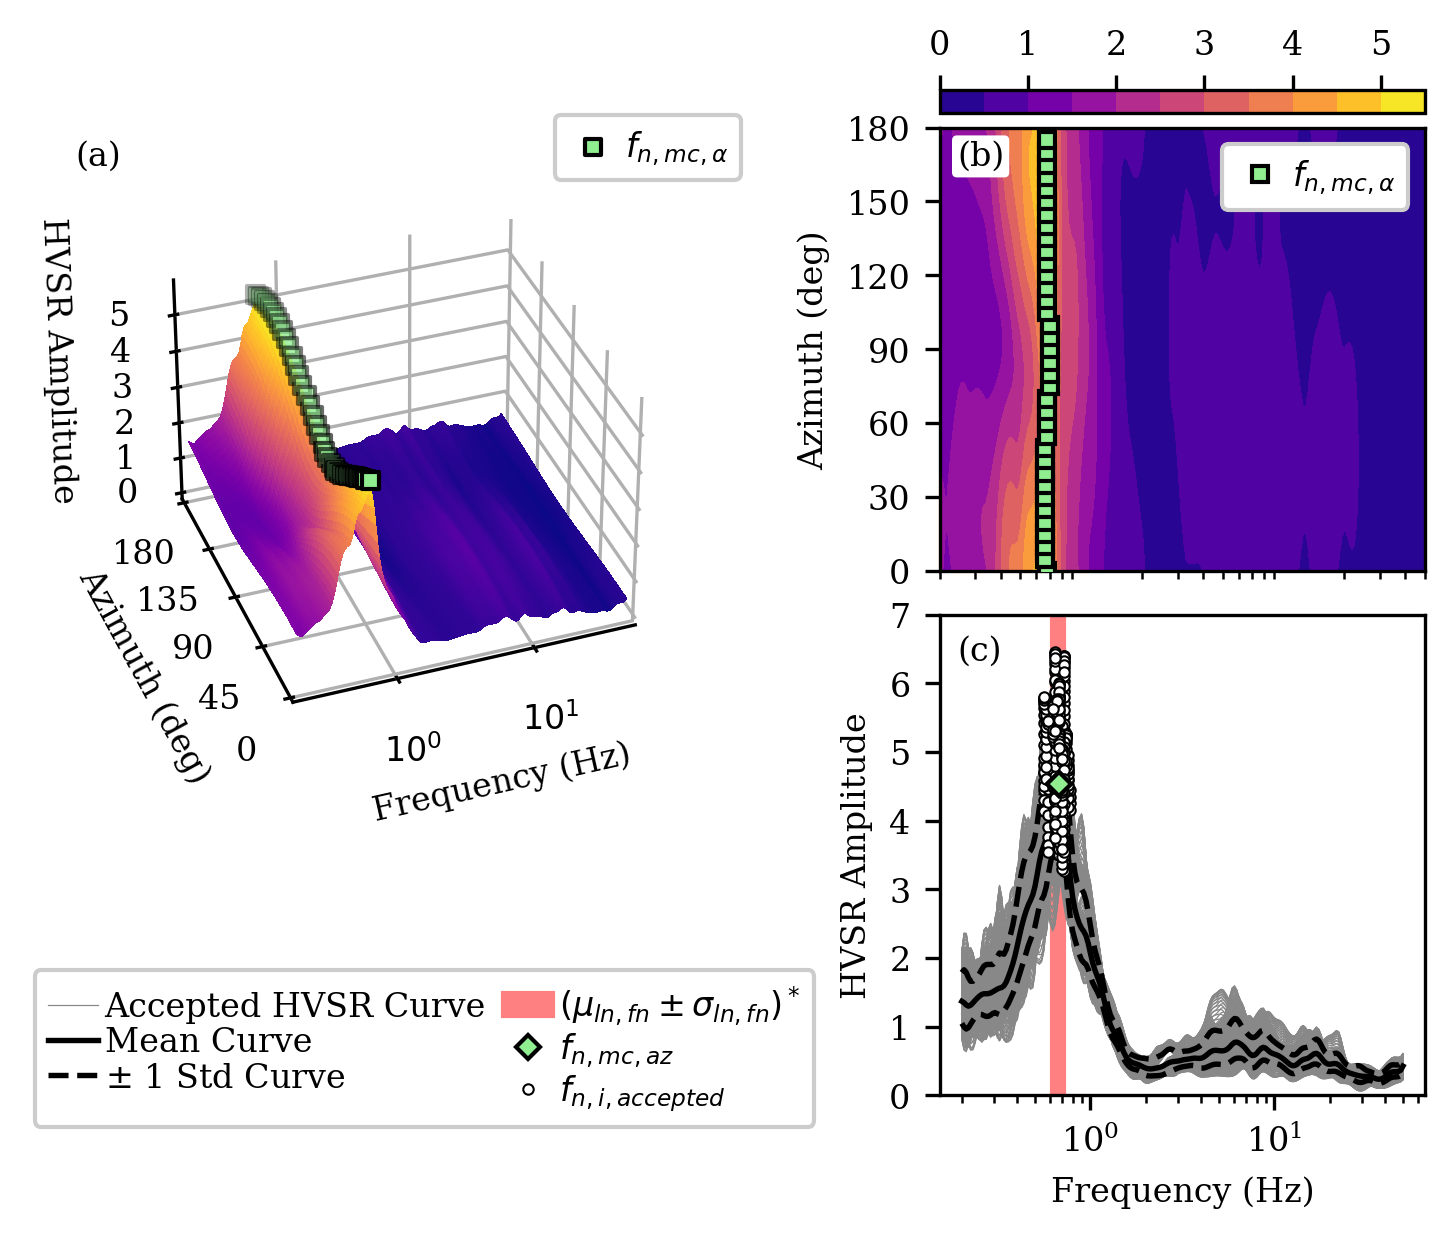 (a)
f_{n, mc, α}
HVSR Amplitude
5
4
3
2
1
0
180
135
90
45
0
Azimuth (deg)
10^0
10^1
Frequency (Hz)
0 1 2 3 4 5
(b)
f_{n, mc, α}
180
150
120
90
60
30
0
Azimuth (deg)
(c)
7
6
5
4
3
2
1
0
HVSR Amplitude
10^0 10^1
Frequency (Hz)
Accepted HVSR Curve
Mean Curve
± 1 Std Curve
(μ_{ln, fn} ± σ_{ln, fn})^*
f_{n, mc, az}
f_{n, i, accepted}